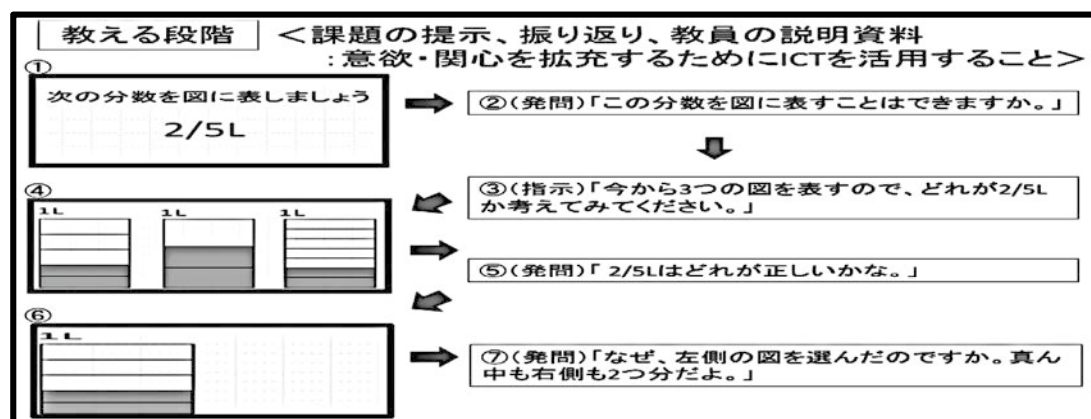 教える段階 <課題の提示、振り返り、教員の説明資料
:意欲・関心を拡充するためにICTを活用すること>
①
次の分数を図に表しましょう
2/5L
②(発問)「この分数を図に表すことはできますか。」
③(指示)「今から3つの図を表すので、どれが2/5L
か考えてみてください。」
④
1L 1L 1L
⑤(発問)「 2/5Lはどれが正しいかな。」
⑥
1L
⑦(発問)「なぜ、左側の図を選んだのですか。真ん
中も右側も2つ分だよ。」